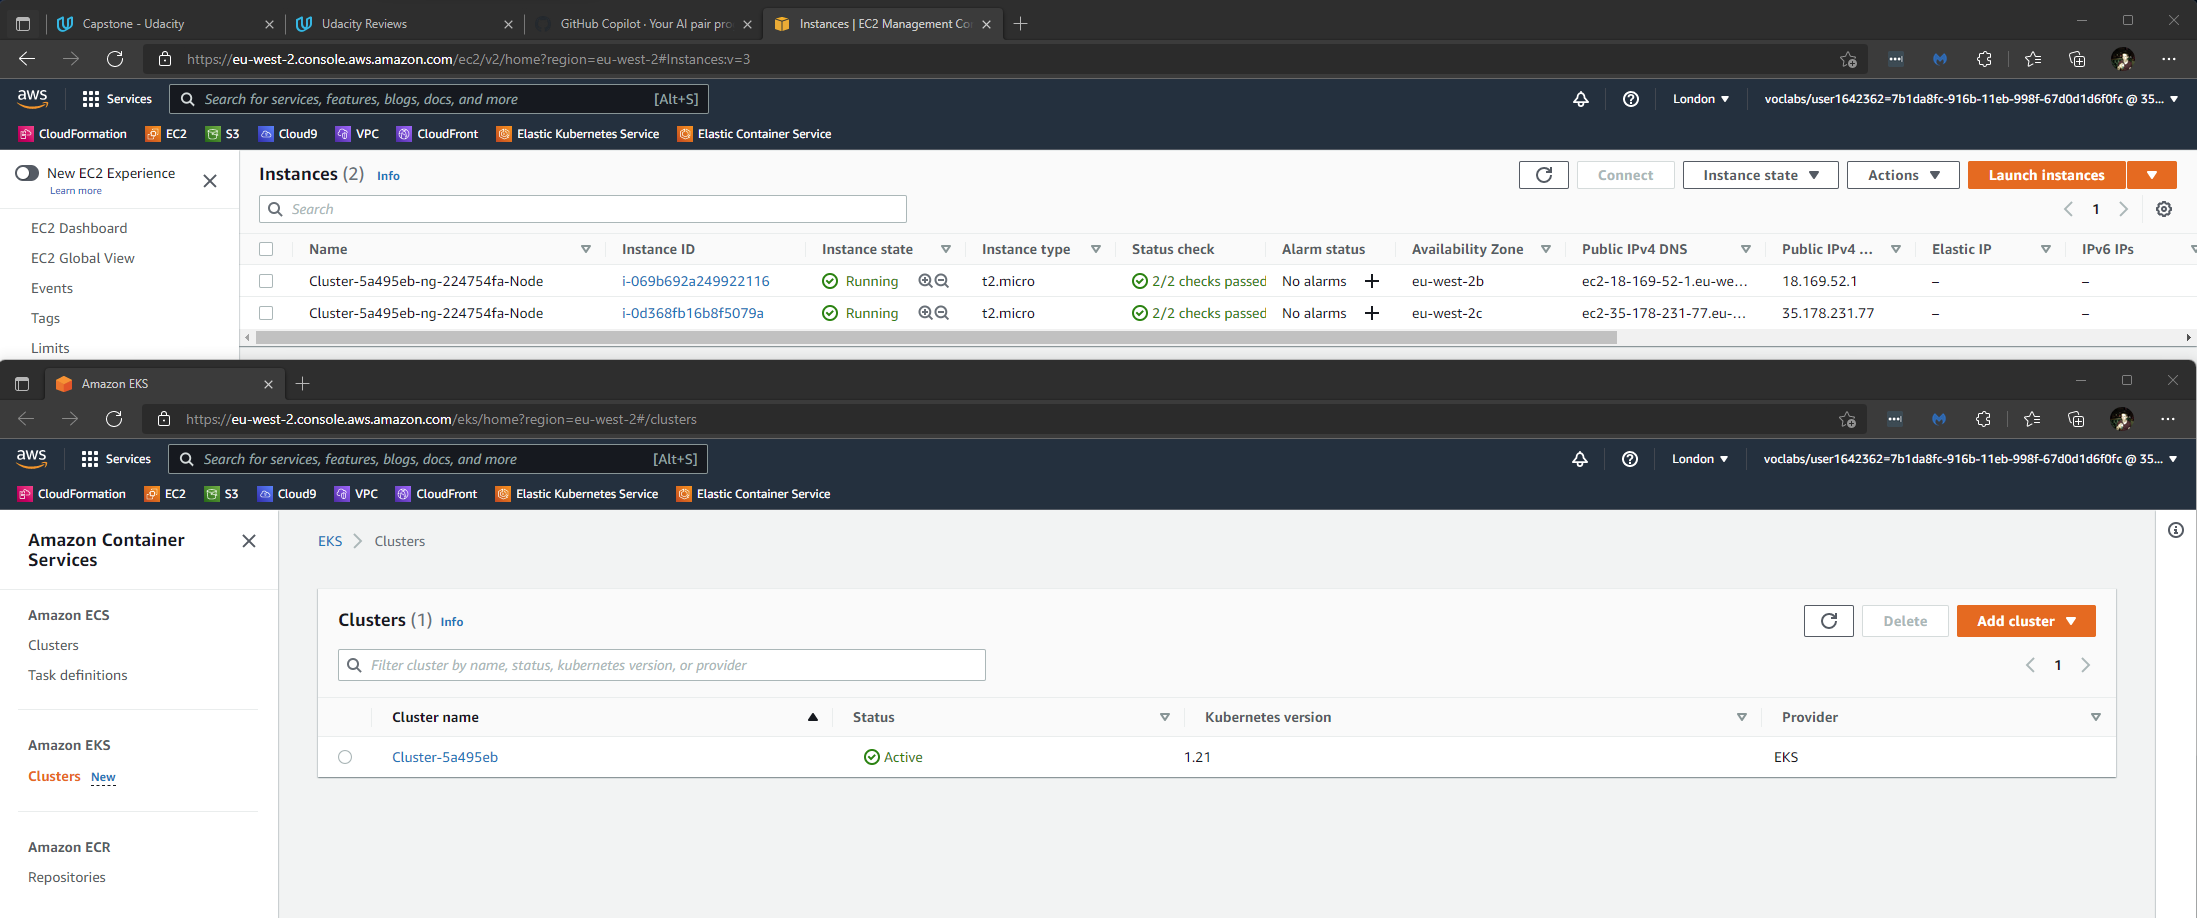 Capstone - Udacity
Udacity Reviews
GitHub Copilot · Your AI pair pro
Instances | EC2 Management Co
https://eu-west-2.console.aws.amazon.com/ec2/v2/home?region=eu-west-2#Instances:v=3
aws Services Search for services, features, blogs, docs, and more [Alt+S] London voclabs/user1642362=7b1da8fc-916b-11eb-998f-67d0d1d6f0fc @ 35...
CloudFormation EC2 S3 Cloud9 VPC CloudFront Elastic Kubernetes Service Elastic Container Service
New EC2 Experience
Learn more
EC2 Dashboard
EC2 Global View
Events
Tags
Limits
Instances (2) Info
Connect Instance state Actions Launch instances
Search
1
Name Instance ID Instance state Instance type Status check Alarm status Availability Zone Public IPv4 DNS Public IPv4 ... Elastic IP IPv6 IPs
Cluster-5a495eb-ng-224754fa-Node i-069b692a249922116 Running t2.micro 2/2 checks passed No alarms + eu-west-2b ec2-18-169-52-1.eu-we... 18.169.52.1 – –
Cluster-5a495eb-ng-224754fa-Node i-0d368fb16b8f5079a Running t2.micro 2/2 checks passed No alarms + eu-west-2c ec2-35-178-231-77.eu-... 35.178.231.77 – –
Amazon EKS
https://eu-west-2.console.aws.amazon.com/eks/home?region=eu-west-2#/clusters
aws Services Search for services, features, blogs, docs, and more [Alt+S] London voclabs/user1642362=7b1da8fc-916b-11eb-998f-67d0d1d6f0fc @ 35...
CloudFormation EC2 S3 Cloud9 VPC CloudFront Elastic Kubernetes Service Elastic Container Service
Amazon Container
Services
Amazon ECS
Clusters
Task definitions
Amazon EKS
Clusters New
Amazon ECR
Repositories
EKS Clusters
Clusters (1) Info
Delete Add cluster
Filter cluster by name, status, kubernetes version, or provider
1
Cluster name Status Kubernetes version Provider
Cluster-5a495eb Active 1.21 EKS